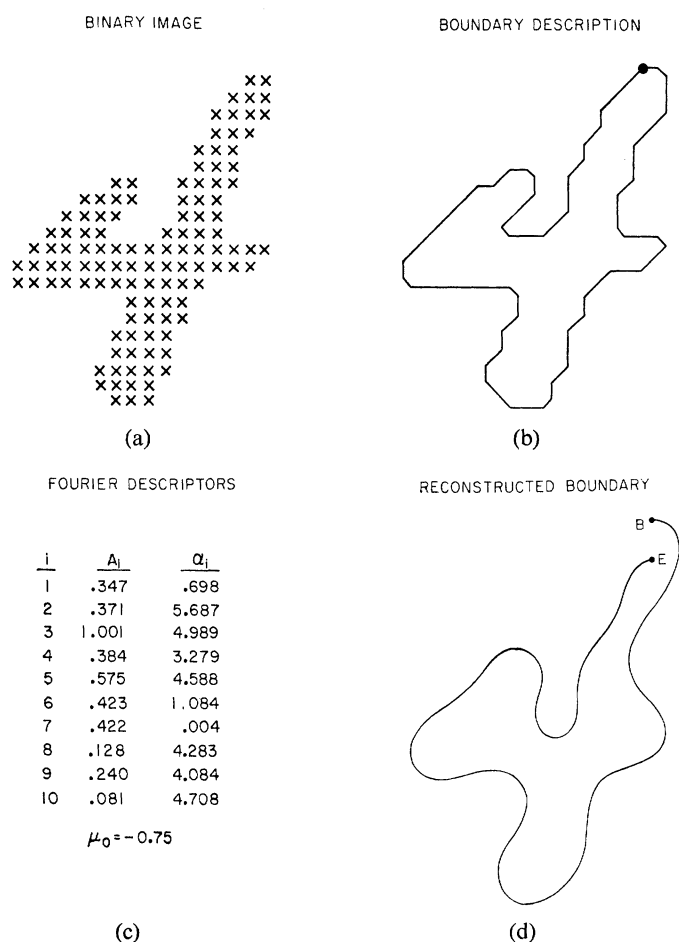 BINARY IMAGE
BOUNDARY DESCRIPTION
(a)
(b)
FOURIER DESCRIPTORS
RECONSTRUCTED BOUNDARY
B
E
i Ai αi
1 .347 .698
2 .371 5.687
3 1.001 4.989
4 .384 3.279
5 .575 4.588
6 .423 1.084
7 .422 .004
8 .128 4.283
9 .240 4.084
10 .081 4.708
μ0=-0.75
(c)
(d)